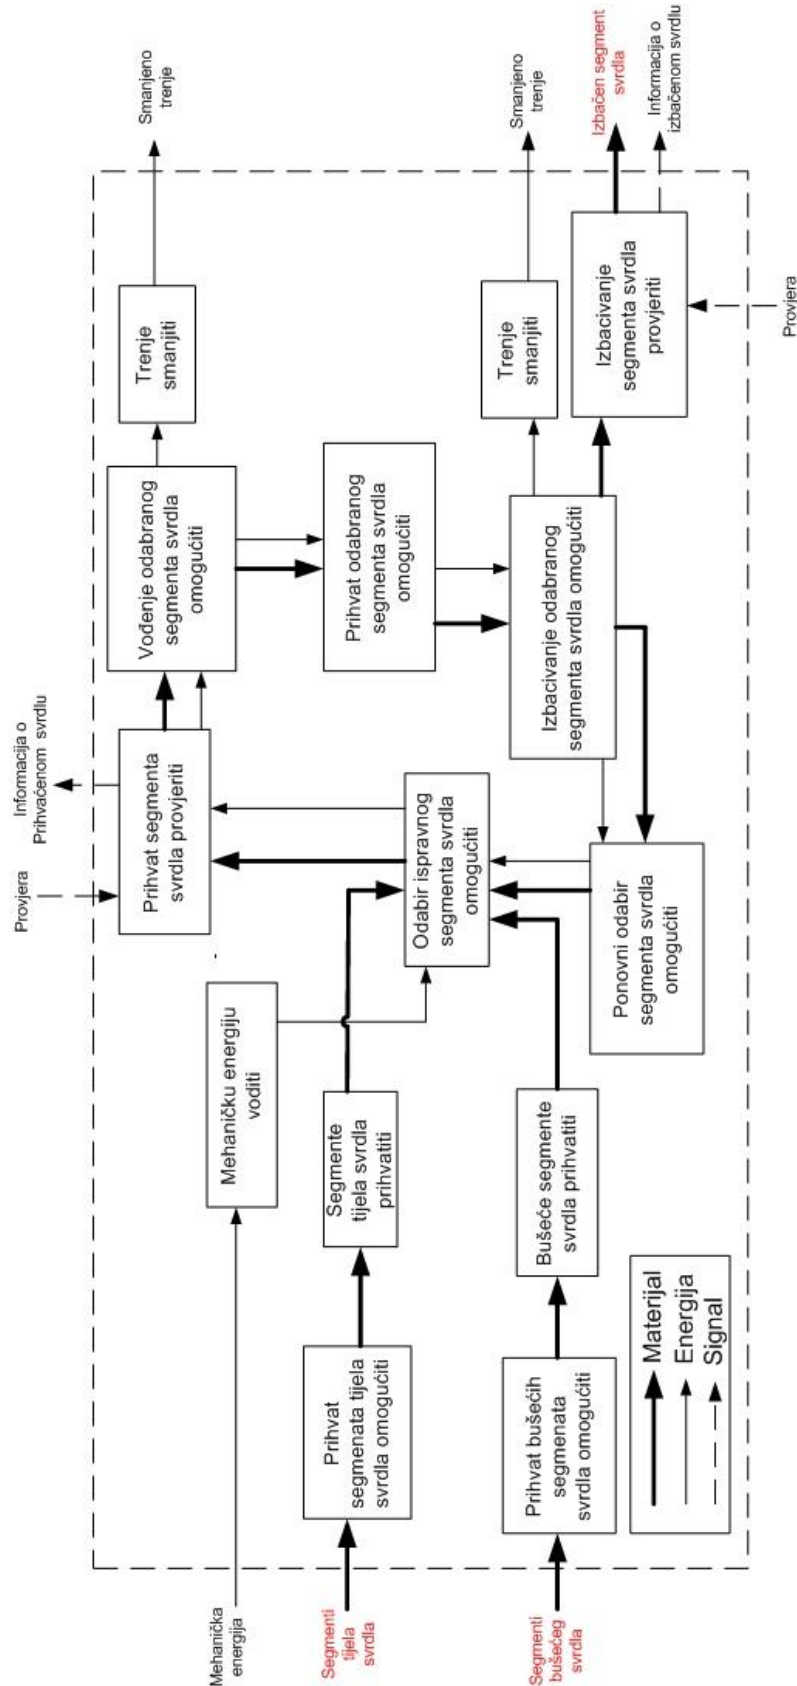 Mehanička
energija
Segmenti
tijela
svrdla
Segmenti
bušećeg
svrdla
Prihvat
segmenata tijela
svrdla omogućiti
Prihvat bušećih
segmenata
svrdla omogućiti
Materijal
Energija
Signal
Mehaničku energiju
voditi
Segmente
tijela svrdla
prihvatiti
Bušeće segmente
svrdla prihvatiti
Provjera
Informacija o
Prihvaćenom svrdlu
Prihvat segmenta
svrdla provjeriti
Odabir ispravnog
segmenta svrdla
omogućiti
Ponovni odabir
segmenta svrdla
omogućiti
Vođenje odabranog
segmenta svrdla
omogućiti
Prihvat odabranog
segmenta svrdla
omogućiti
Izbacivanje odabranog
segmenta svrdla omogućiti
Trenje
smanjiti
Trenje
smanjiti
Izbacivanje
segmenta svrdla
provjeriti
Provjera
Smanjeno
trenje
Smanjeno
trenje
Izbačen segment
svrdla
Informacija o
izbačenom svrdlu